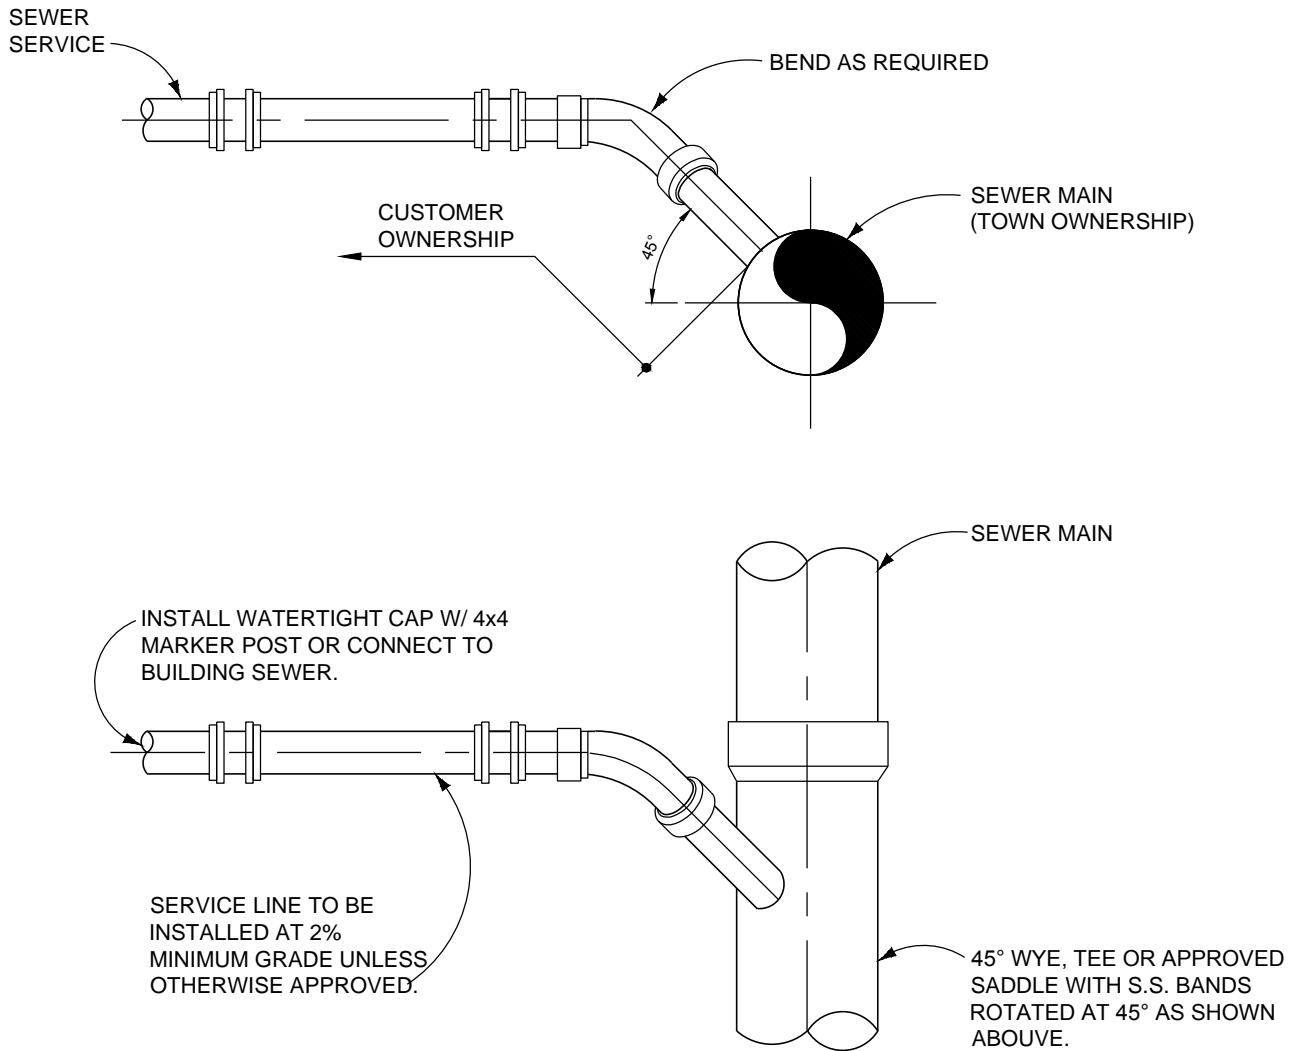 SEWER
SERVICE
BEND AS REQUIRED
SEWER MAIN
(TOWN OWNERSHIP)
CUSTOMER
OWNERSHIP
45°
SEWER MAIN
INSTALL WATERTIGHT CAP W/ 4x4
MARKER POST OR CONNECT TO
BUILDING SEWER.
SERVICE LINE TO BE
INSTALLED AT 2%
MINIMUM GRADE UNLESS
OTHERWISE APPROVED.
45° WYE, TEE OR APPROVED
SADDLE WITH S.S. BANDS
ROTATED AT 45° AS SHOWN
ABOUVE.